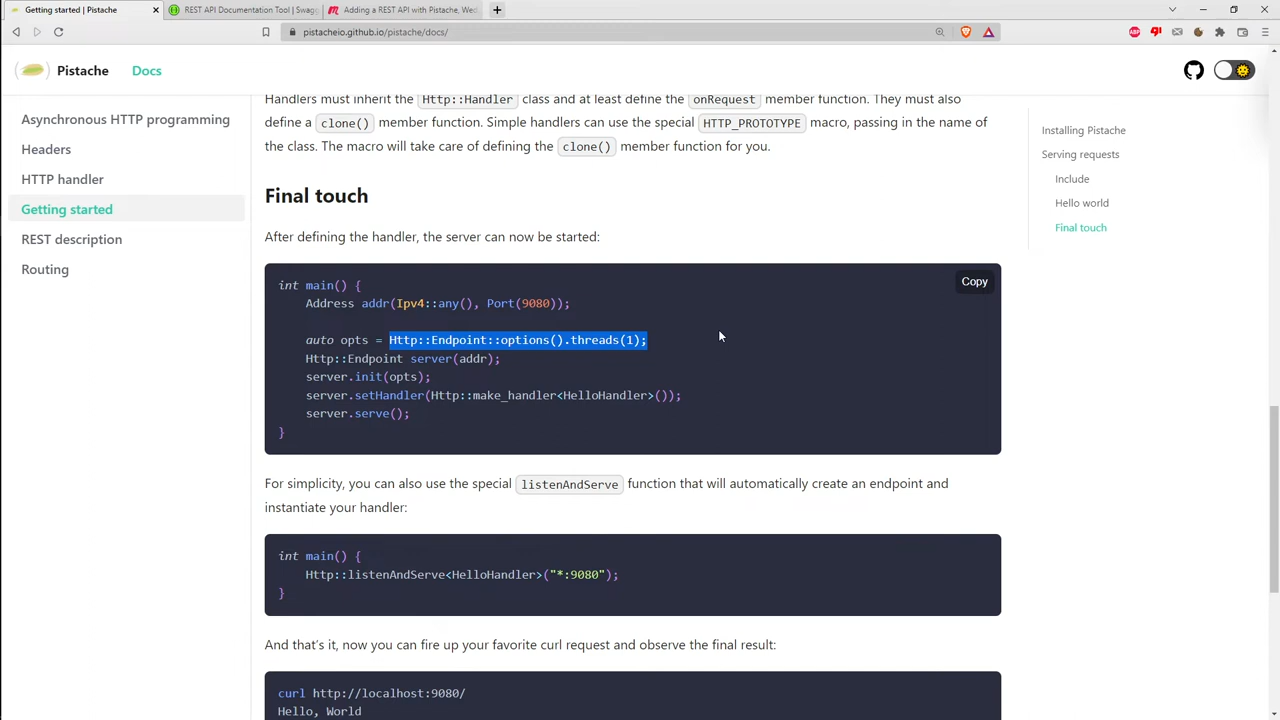 Getting started | Pistache
REST API Documentation Tool | Swagg
Adding a REST API with Pistache, Wed
pistacheio.github.io/pistache/docs/
Pistache
Docs
Asynchronous HTTP programming
Headers
HTTP handler
Getting started
REST description
Routing
Handlers must inherit the Http::Handler class and at least define the onRequest member function. They must also
define a clone() member function. Simple handlers can use the special HTTP_PROTOTYPE macro, passing in the name of
the class. The macro will take care of defining the clone() member function for you.
Final touch
After defining the handler, the server can now be started:
Copy
int main() {
    Address addr(Ipv4::any(), Port(9080));
    auto opts = Http::Endpoint::options().threads(1);
    Http::Endpoint server(addr);
    server.init(opts);
    server.setHandler(Http::make_handler<HelloHandler>());
    server.serve();
}
For simplicity, you can also use the special listenAndServe function that will automatically create an endpoint and
instantiate your handler:
int main() {
    Http::listenAndServe<HelloHandler>("*:9080");
}
And that's it, now you can fire up your favorite curl request and observe the final result:
curl http://localhost:9080/
Hello, World
Installing Pistache
Serving requests
Include
Hello world
Final touch